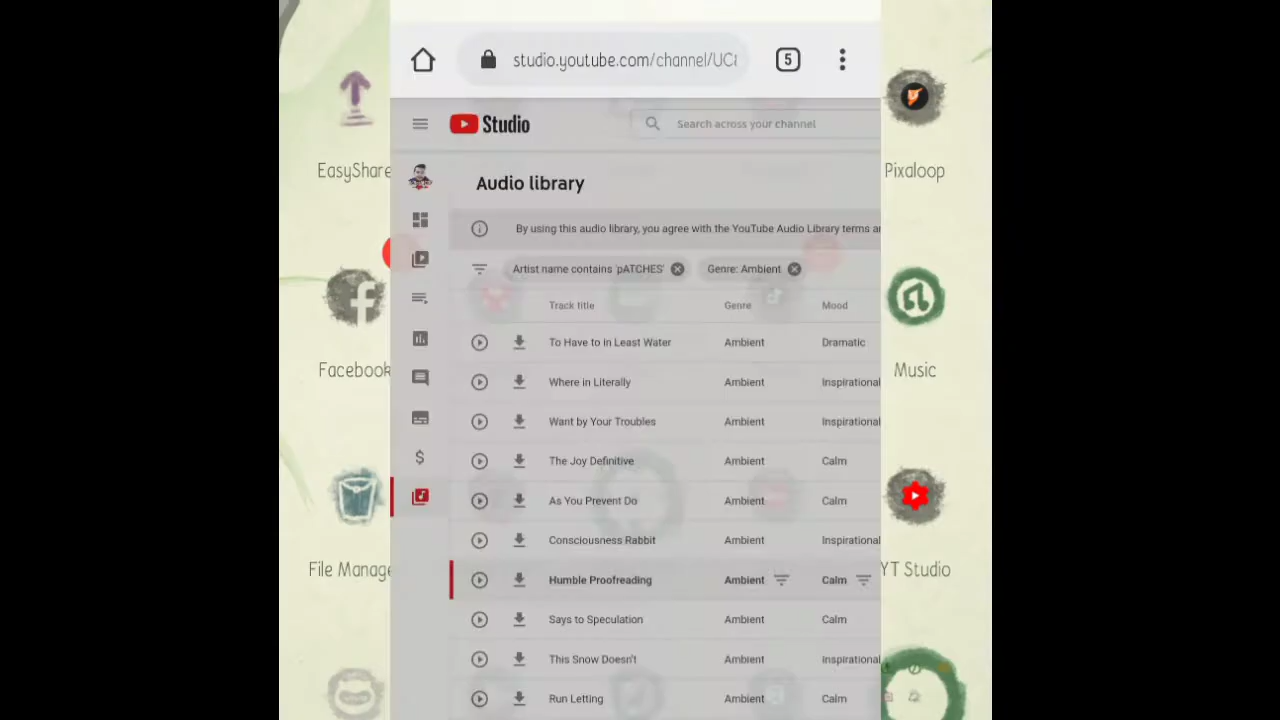 studio.youtube.com/channel/UC8
5
Studio
Search across your channel
EasyShare
Pixaloop
Audio library
By using this audio library, you agree with the YouTube Audio Library terms
Artist name contains 'pATCHES'
Genre: Ambient
Track title Genre Mood
To Have to in Least Water Ambient Dramatic
Facebook
Music
Where in Literally Ambient Inspirational
Want by Your Troubles Ambient Inspirational
The Joy Definitive Ambient Calm
As You Prevent Do Ambient Calm
Consciousness Rabbit Ambient Inspirational
File Manage
YT Studio
Humble Proofreading Ambient Calm
Says to Speculation Ambient Calm
This Snow Doesn't Ambient Inspirational
Run Letting Ambient Calm